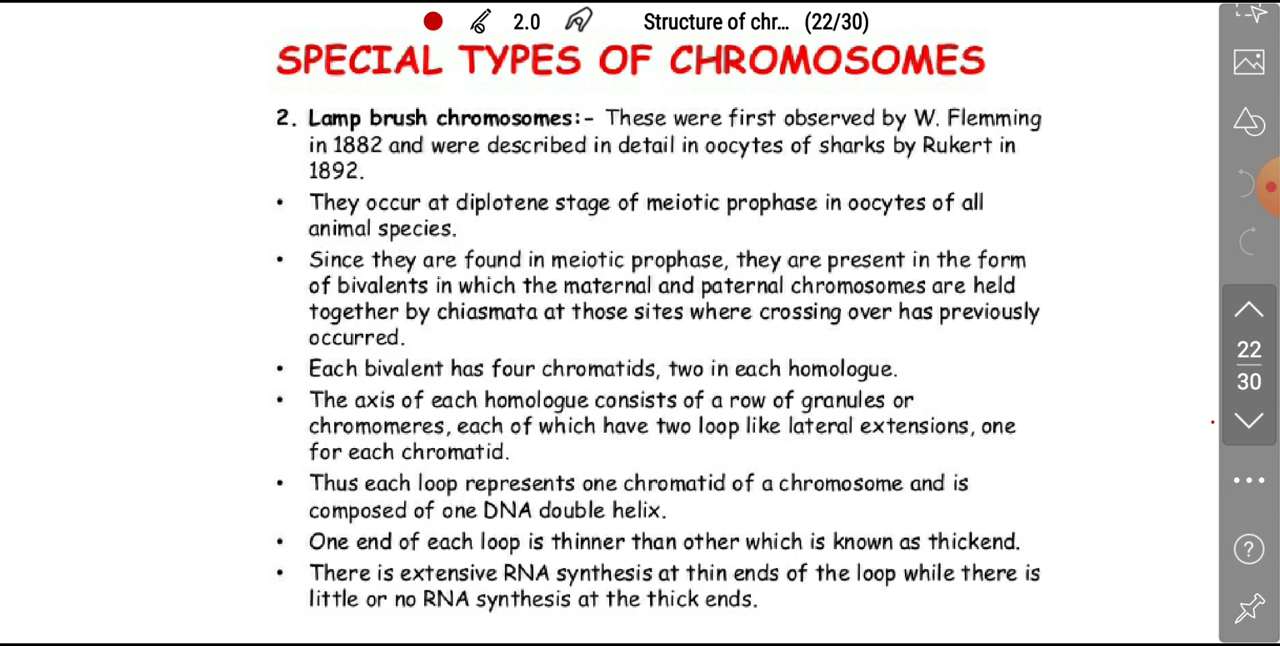 2.0 Structure of chr... (22/30)
SPECIAL TYPES OF CHROMOSOMES
2. Lamp brush chromosomes:- These were first observed by W. Flemming
in 1882 and were described in detail in oocytes of sharks by Rukert in
1892.
• They occur at diplotene stage of meiotic prophase in oocytes of all
animal species.
• Since they are found in meiotic prophase, they are present in the form
of bivalents in which the maternal and paternal chromosomes are held
together by chiasmata at those sites where crossing over has previously
occurred.
• Each bivalent has four chromatids, two in each homologue.
• The axis of each homologue consists of a row of granules or
chromomeres, each of which have two loop like lateral extensions, one
for each chromatid.
• Thus each loop represents one chromatid of a chromosome and is
composed of one DNA double helix.
• One end of each loop is thinner than other which is known as thickend.
• There is extensive RNA synthesis at thin ends of the loop while there is
little or no RNA synthesis at the thick ends.
22
30